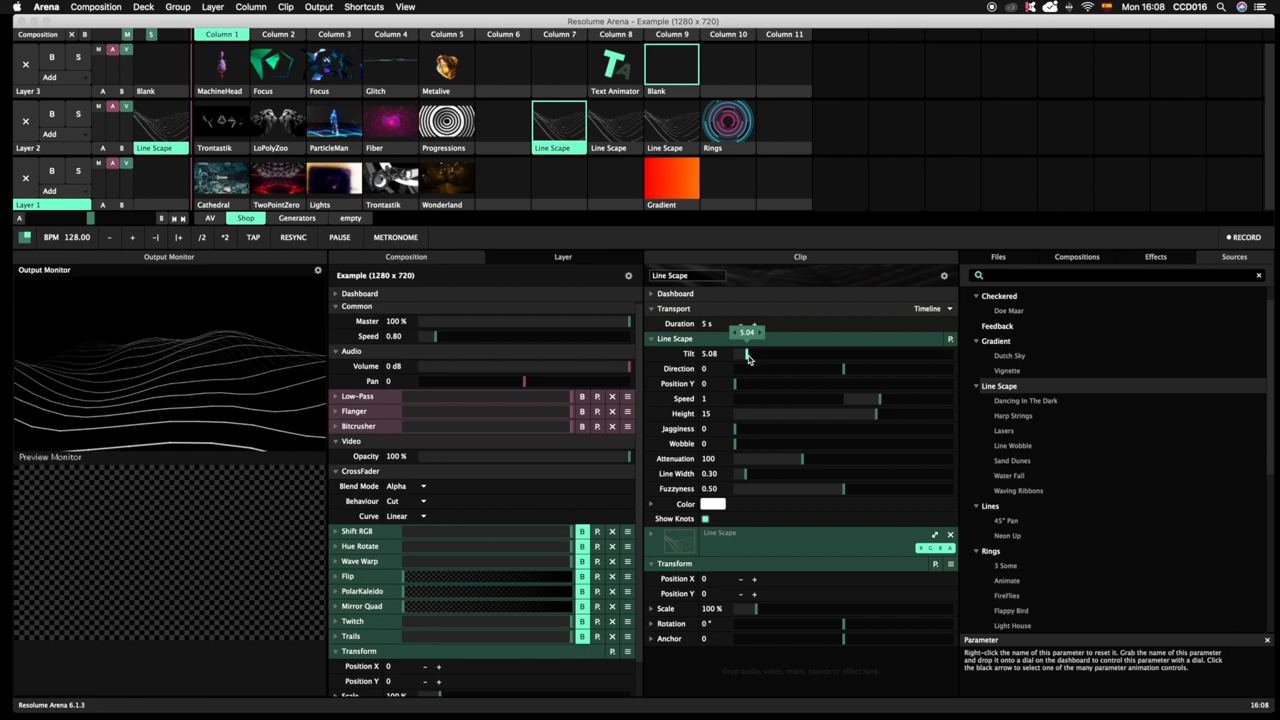 Arena Composition Deck Group Layer Column Clip Output Shortcuts View Mon 16:08 CCD016
Resolume Arena - Example (1280 x 720)
Composition ✕ B M S Column 1 Column 2 Column 3 Column 4 Column 5 Column 6 Column 7 Column 8 Column 9 Column 10 Column 11
✕ B S M A V
Add
Layer 3 A B Blank MachineHead Focus Focus Glitch Metalive Text Animator Blank
✕ B S M A V
Add
Layer 2 A B Line Scape Trontastik LoPolyZoo ParticleMan Fiber Progressions Line Scape Line Scape Line Scape Rings
✕ B S M A V
Add
Layer 1 A B Cathedral TwoPointZero Lights Trontastik Wonderland Gradient
A B AV Shop Generators empty
BPM 128.00 - + -| |+ /2 *2 TAP RESYNC PAUSE METRONOME RECORD
Output Monitor Composition Layer Clip Files Compositions Effects Sources
Output Monitor
Preview Monitor
Example (1280 x 720)
Dashboard
Common
Master 100 %
Speed 0.80
Audio
Volume 0 dB
Pan 0
Low-Pass B P. ✕
Flanger B P. ✕
Bitcrusher B P. ✕
Video
Opacity 100 %
CrossFader
Blend Mode Alpha
Behaviour Cut
Curve Linear
Shift RGB B P. ✕
Hue Rotate B P. ✕
Wave Warp B P. ✕
Flip B P. ✕
PolarKaleido B P. ✕
Mirror Quad B P. ✕
Twitch B P. ✕
Trails B P. ✕
Transform P.
Position X 0 - +
Position Y 0 - +
Scale 100 %
Line Scape
Dashboard
Transport Timeline
Duration 5 s - +
5.04
Line Scape P.
Tilt 5.08
Direction 0
Position Y 0
Speed 1
Height 15
Jagginess 0
Wobble 0
Attenuation 100
Line Width 0.30
Fuzzyness 0.50
Color
Show Knots
Line Scape
R G B A
Transform P.
Position X 0 - +
Position Y 0 - +
Scale 100 %
Rotation 0 °
Anchor 0
Drop audio, video, mask, source or effect here.
Checkered
Doe Maar
Feedback
Gradient
Dutch Sky
Vignette
Line Scape
Dancing In The Dark
Harp Strings
Lasers
Line Wobble
Sand Dunes
Water Fall
Waving Ribbons
Lines
45° Pan
Neon Up
Rings
3 Some
Animate
FireFlies
Flappy Bird
Light House
Parameter ✕
Right-click the name of this parameter to reset it. Grab the name of this parameter
and drop it onto a dial on the dashboard to control this parameter with a dial. Click
the black arrow to select one of the many parameter animation controls.
Resolume Arena 6.1.3 16:08